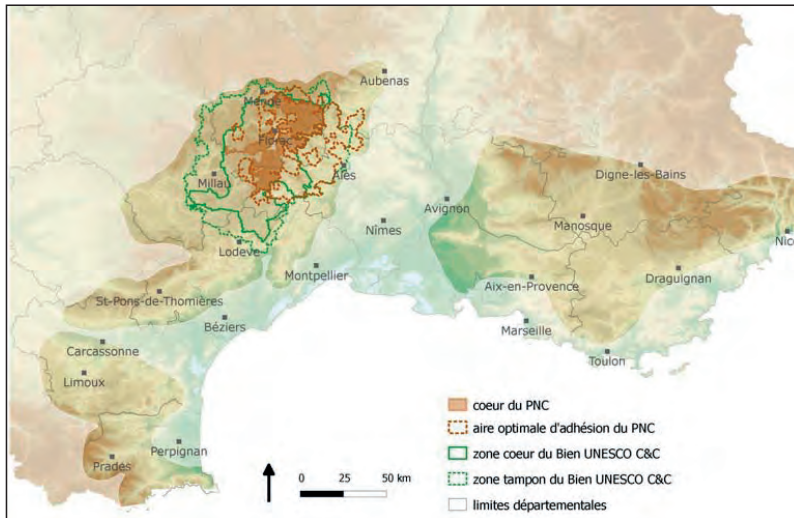 Aubenas
Mende
Florac
Alès
Millau
Digne-les-Bains
Avignon
Manosque
Nîmes
Nice
Lodève
Montpellier
Aix-en-Provence
Draguignan
St-Pons-de-Thomières
Béziers
Marseille
Carcassonne
Toulon
Limoux
coeur du PNC
aire optimale d'adhésion du PNC
Perpignan
zone coeur du Bien UNESCO C&C
Prades
0 25 50 km
zone tampon du Bien UNESCO C&C
limites départementales